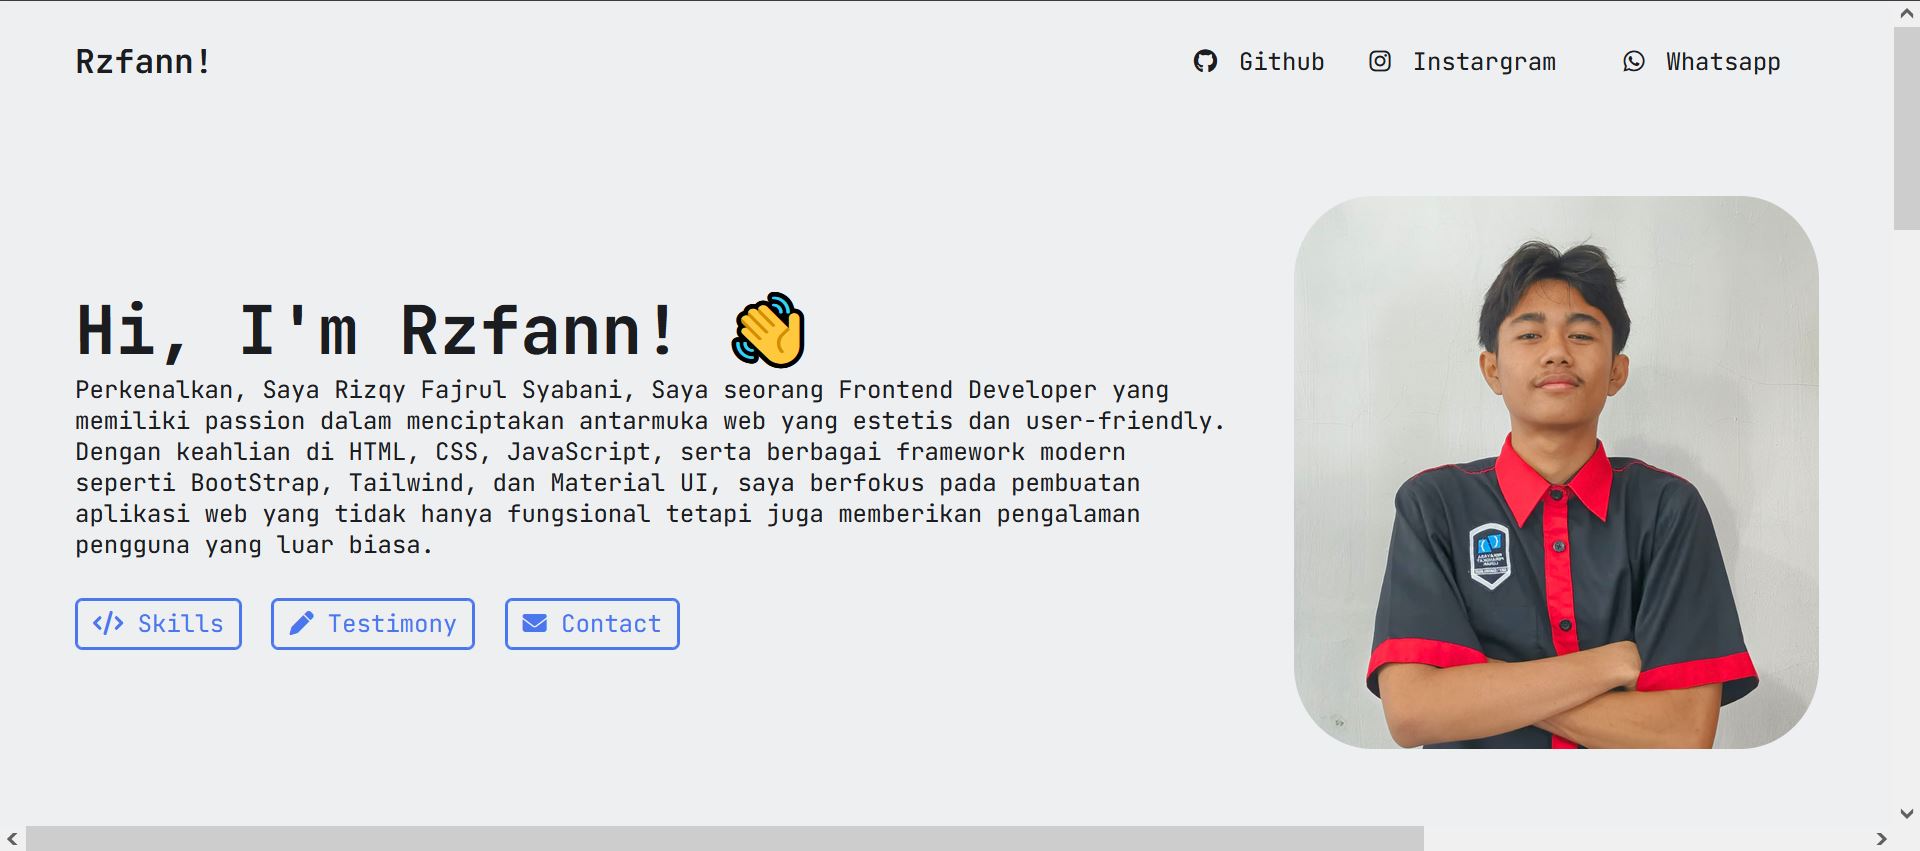 Rzfann!
Github
Instargram
Whatsapp
Hi, I'm Rzfann! 👋
Perkenalkan, Saya Rizqy Fajrul Syabani, Saya seorang Frontend Developer yang
memiliki passion dalam menciptakan antarmuka web yang estetis dan user-friendly.
Dengan keahlian di HTML, CSS, JavaScript, serta berbagai framework modern
seperti BootStrap, Tailwind, dan Material UI, saya berfokus pada pembuatan
aplikasi web yang tidak hanya fungsional tetapi juga memberikan pengalaman
pengguna yang luar biasa.
Skills
Testimony
Contact